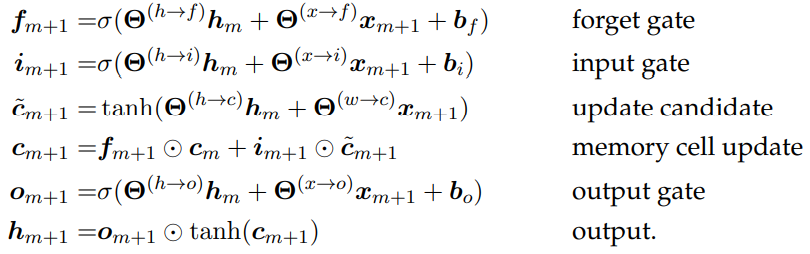 f_{m+1} =σ(Θ^{(h→f)}h_m + Θ^{(x→f)}x_{m+1} + b_f) forget gate
i_{m+1} =σ(Θ^{(h→i)}h_m + Θ^{(x→i)}x_{m+1} + b_i) input gate
c̃_{m+1} = tanh(Θ^{(h→c)}h_m + Θ^{(w→c)}x_{m+1}) update candidate
c_{m+1} =f_{m+1} ⊙ c_m + i_{m+1} ⊙ c̃_{m+1} memory cell update
o_{m+1} =σ(Θ^{(h→o)}h_m + Θ^{(x→o)}x_{m+1} + b_o) output gate
h_{m+1} =o_{m+1} ⊙ tanh(c_{m+1}) output.